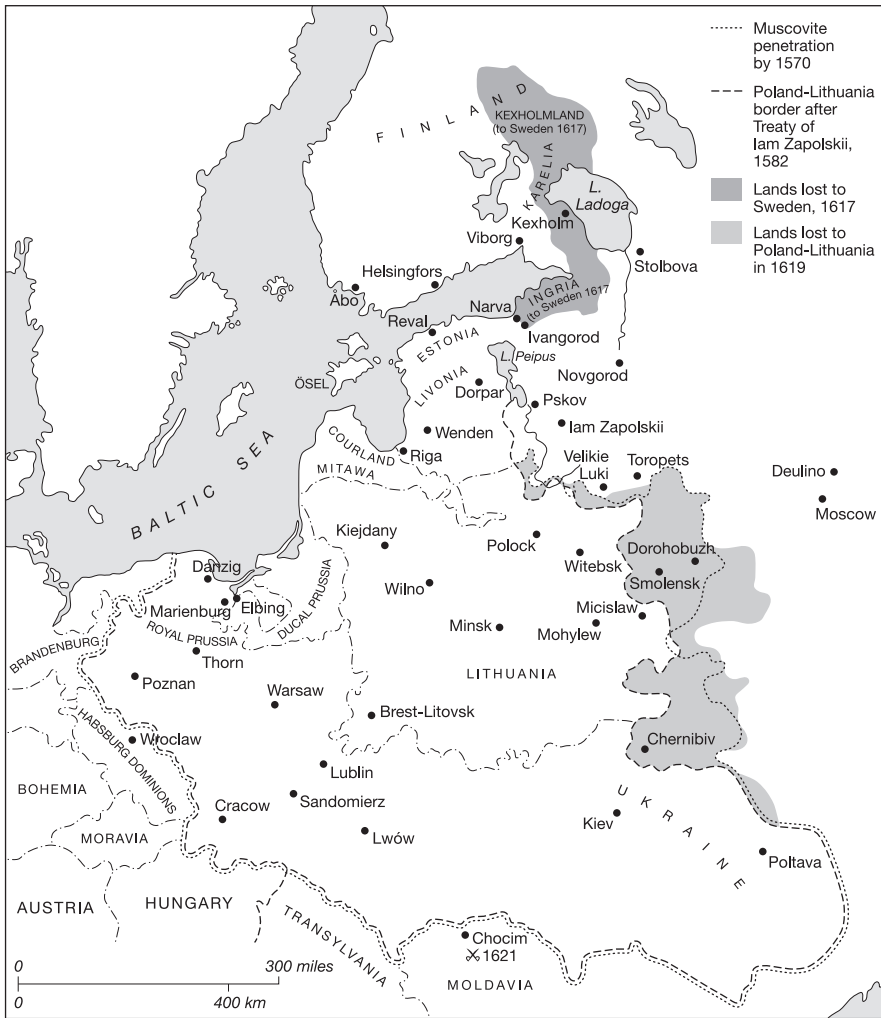 Muscovite
penetration
by 1570
Poland-Lithuania
border after
Treaty of
Iam Zapolskii,
1582
Lands lost to
Sweden, 1617
Lands lost to
Poland-Lithuania
in 1619
FINLAND
KEXHOLMLAND
(to Sweden 1617)
KARELIA
L.
Ladoga
Kexholm
Viborg
Stolbova
Helsingfors
Åbo
INGRIA
(to Sweden 1617
Narva
Reval
Ivangorod
ESTONIA
L. Peipus
Novgorod
ÖSEL
LIVONIA
Dorpar
Pskov
Iam Zapolskii
Wenden
COURLAND
Riga
MITAWA
Velikie
Luki
Toropets
Deulino
Moscow
BALTIC SEA
Kiejdany
Polock
Witebsk
Dorohobuzh
Smolensk
Danzig
Wilno
Marienburg
Elbing
DUCAL PRUSSIA
Micislaw
Minsk
Mohylew
ROYAL PRUSSIA
BRANDENBURG
Thorn
LITHUANIA
Poznan
Warsaw
Brest-Litovsk
HABSBURG DOMINIONS
Wrocław
Chernibiv
Lublin
BOHEMIA
Sandomierz
Cracow
UKRAINE
Kiev
MORAVIA
Lwów
Połtava
AUSTRIA
HUNGARY
TRANSYLVANIA
Chocim
1621
MOLDAVIA
0
300 miles
0
400 km